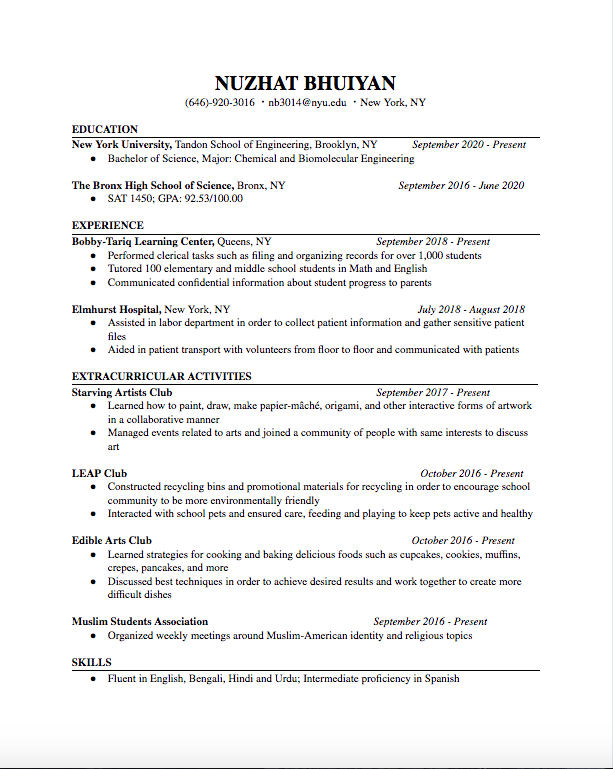 NUZHAT BHUIYAN
(646)-920-3016 · nb3014@nyu.edu · New York, NY
EDUCATION
New York University, Tandon School of Engineering, Brooklyn, NY September 2020 - Present
● Bachelor of Science, Major: Chemical and Biomolecular Engineering
The Bronx High School of Science, Bronx, NY September 2016 - June 2020
● SAT 1450; GPA: 92.53/100.00
EXPERIENCE
Bobby-Tariq Learning Center, Queens, NY September 2018 - Present
● Performed clerical tasks such as filing and organizing records for over 1,000 students
● Tutored 100 elementary and middle school students in Math and English
● Communicated confidential information about student progress to parents
Elmhurst Hospital, New York, NY July 2018 - August 2018
● Assisted in labor department in order to collect patient information and gather sensitive patient
files
● Aided in patient transport with volunteers from floor to floor and communicated with patients
EXTRACURRICULAR ACTIVITIES
Starving Artists Club September 2017 - Present
● Learned how to paint, draw, make papier-mâché, origami, and other interactive forms of artwork
in a collaborative manner
● Managed events related to arts and joined a community of people with same interests to discuss
art
LEAP Club October 2016 - Present
● Constructed recycling bins and promotional materials for recycling in order to encourage school
community to be more environmentally friendly
● Interacted with school pets and ensured care, feeding and playing to keep pets active and healthy
Edible Arts Club October 2016 - Present
● Learned strategies for cooking and baking delicious foods such as cupcakes, cookies, muffins,
crepes, pancakes, and more
● Discussed best techniques in order to achieve desired results and work together to create more
difficult dishes
Muslim Students Association September 2016 - Present
● Organized weekly meetings around Muslim-American identity and religious topics
SKILLS
● Fluent in English, Bengali, Hindi and Urdu; Intermediate proficiency in Spanish